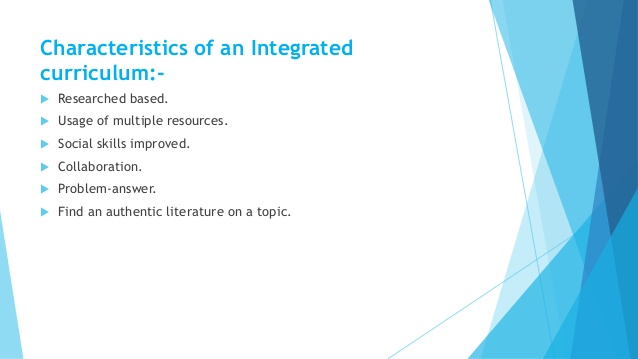 Characteristics of an Integrated
curriculum:-
Researched based.
Usage of multiple resources.
Social skills improved.
Collaboration.
Problem-answer.
Find an authentic literature on a topic.